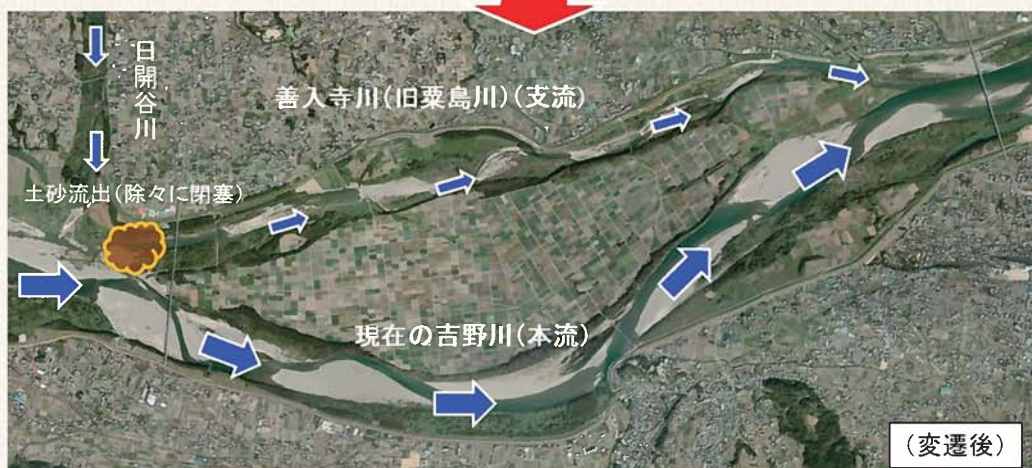 日開谷川
善入寺川(旧粟島川)(支流)
土砂流出(除々に閉塞)
現在の吉野川(本流)
(変遷後)